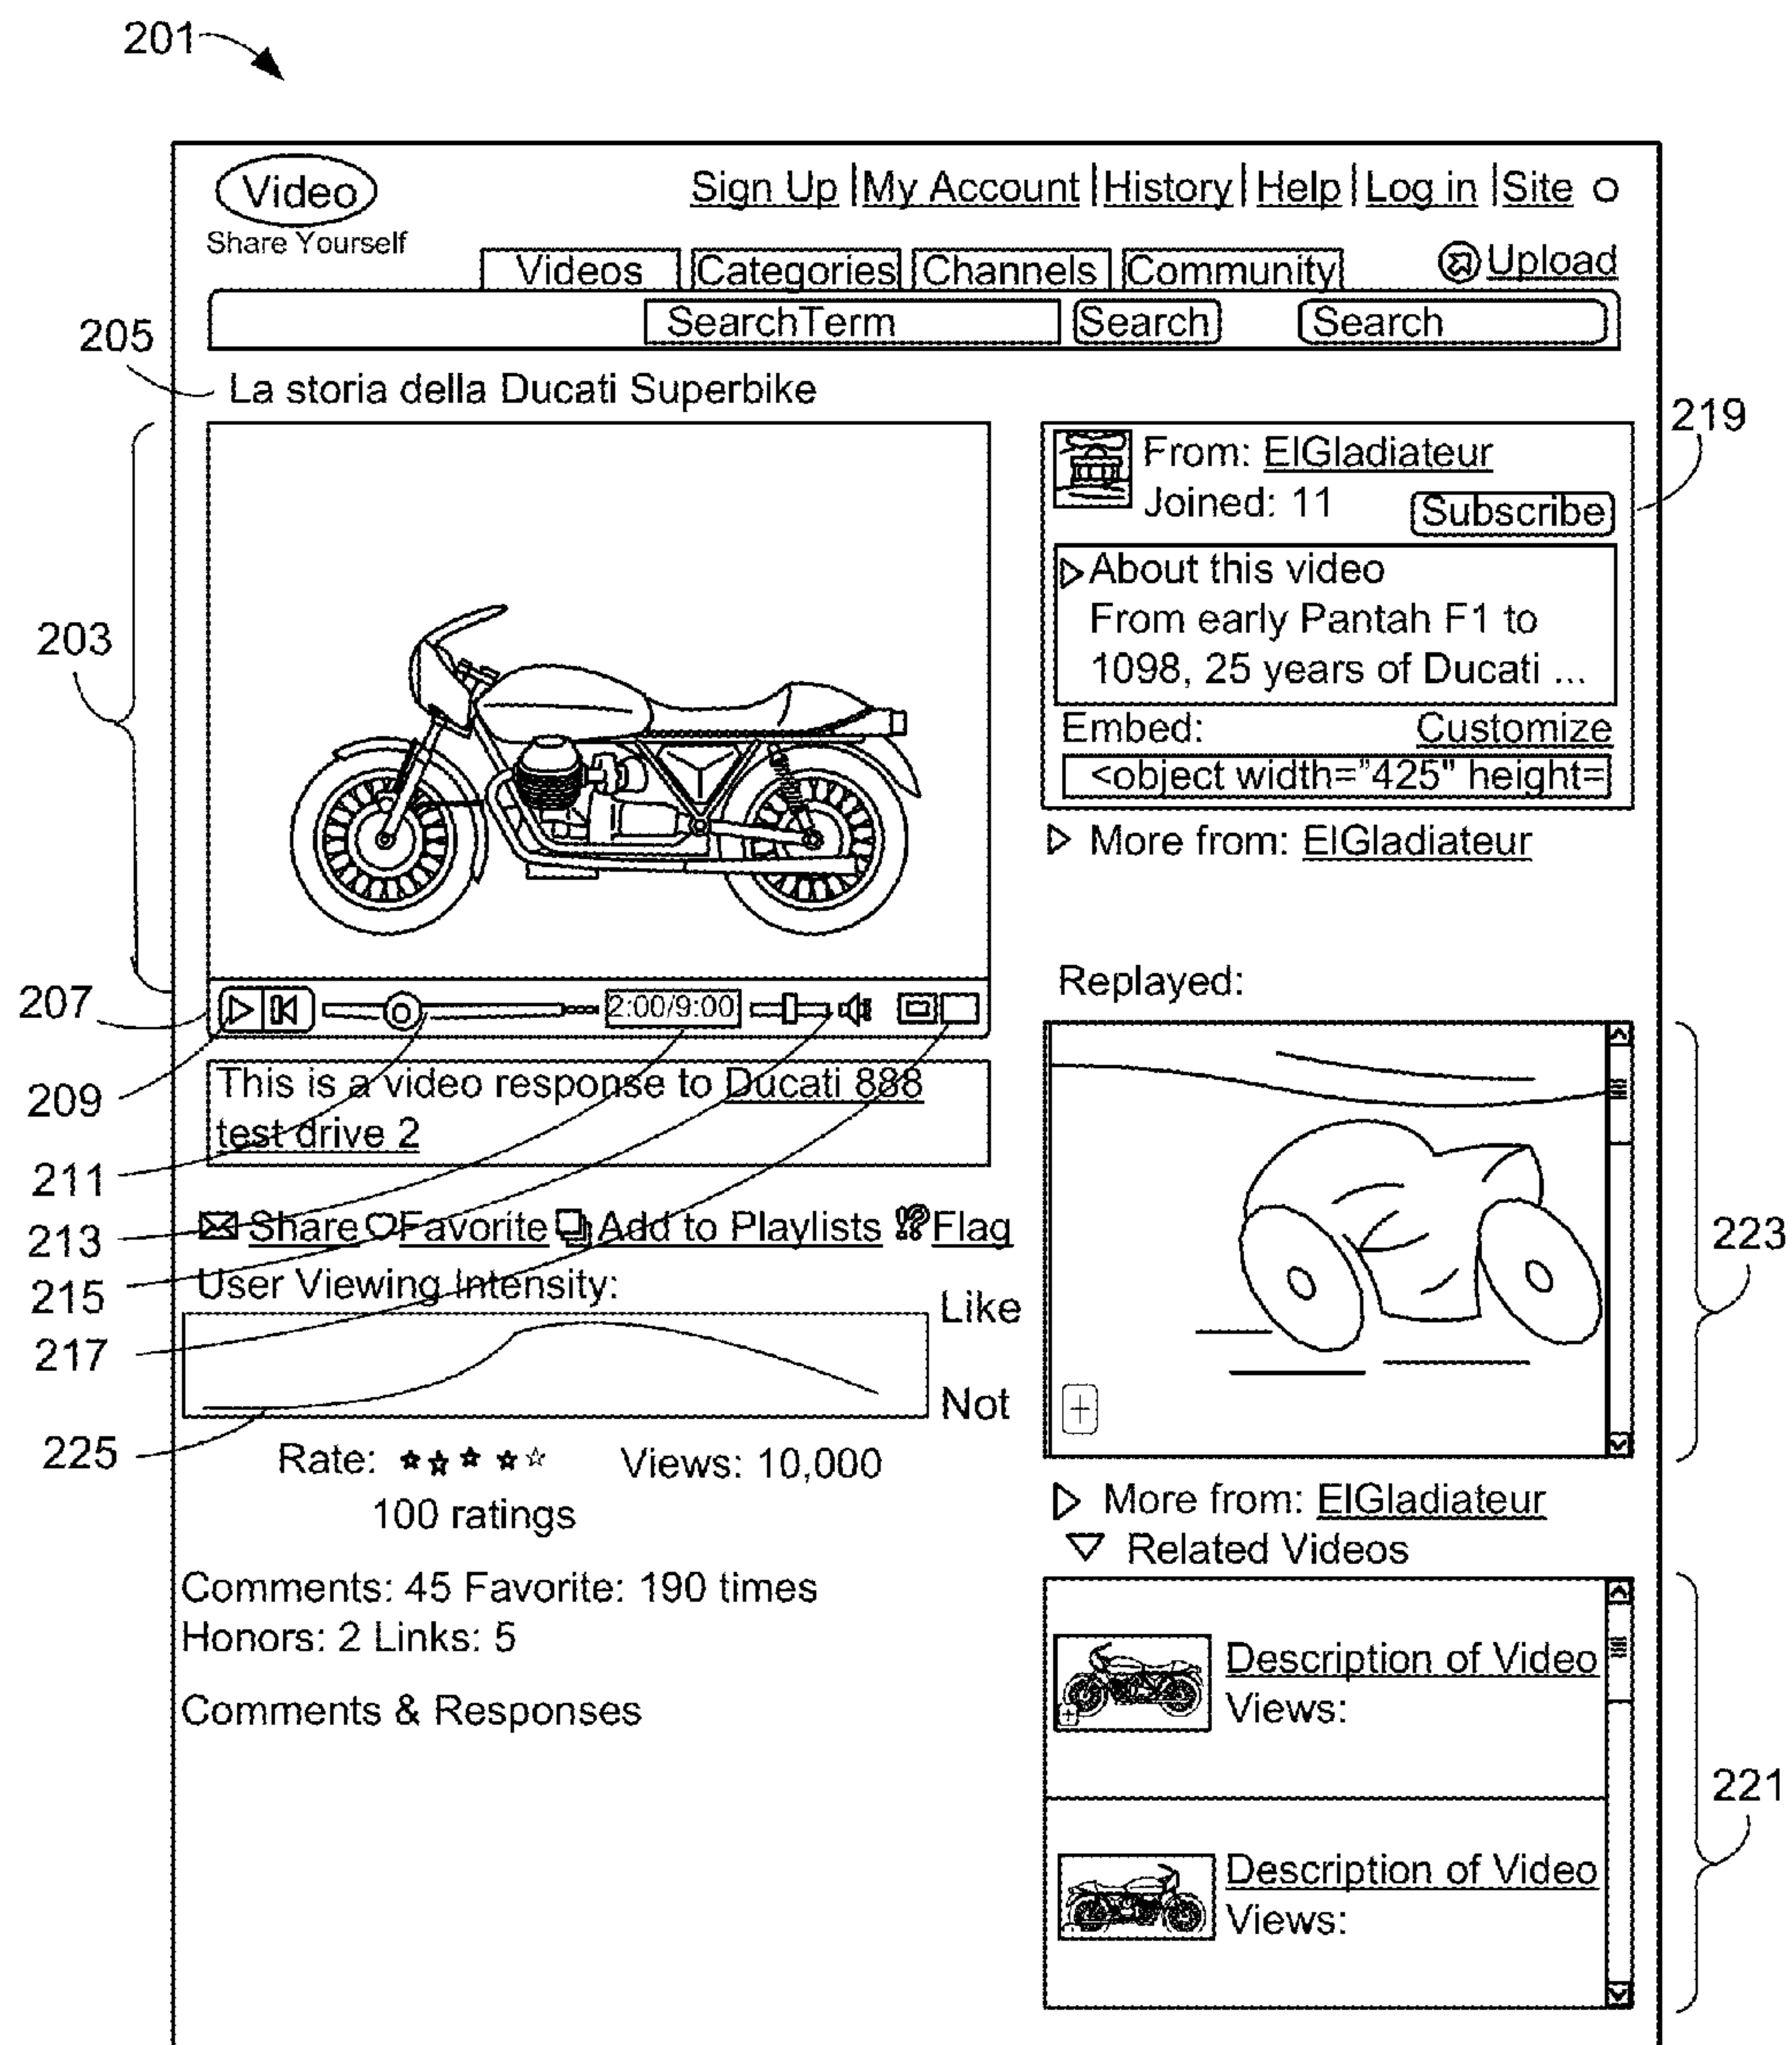 201
Video
Share Yourself
Sign Up | My Account | History | Help | Log in | Site
Videos Categories Channels Community Upload
SearchTerm Search Search
205
La storia della Ducati Superbike
203
219
From: ElGladiateur
Joined: 11
Subscribe
About this video
From early Pantah F1 to
1098, 25 years of Ducati ...
Embed: Customize
<object width="425" height=
More from: ElGladiateur
207
2:00/9:00
209
This is a video response to Ducati 888
test drive 2
211
213
Share Favorite Add to Playlists !? Flag
215
User Viewing Intensity:
217
Like
Not
225
Rate: Views: 10,000
100 ratings
Comments: 45 Favorite: 190 times
Honors: 2 Links: 5
Comments & Responses
Replayed:
223
More from: ElGladiateur
Related Videos
Description of Video
Views:
221
Description of Video
Views: